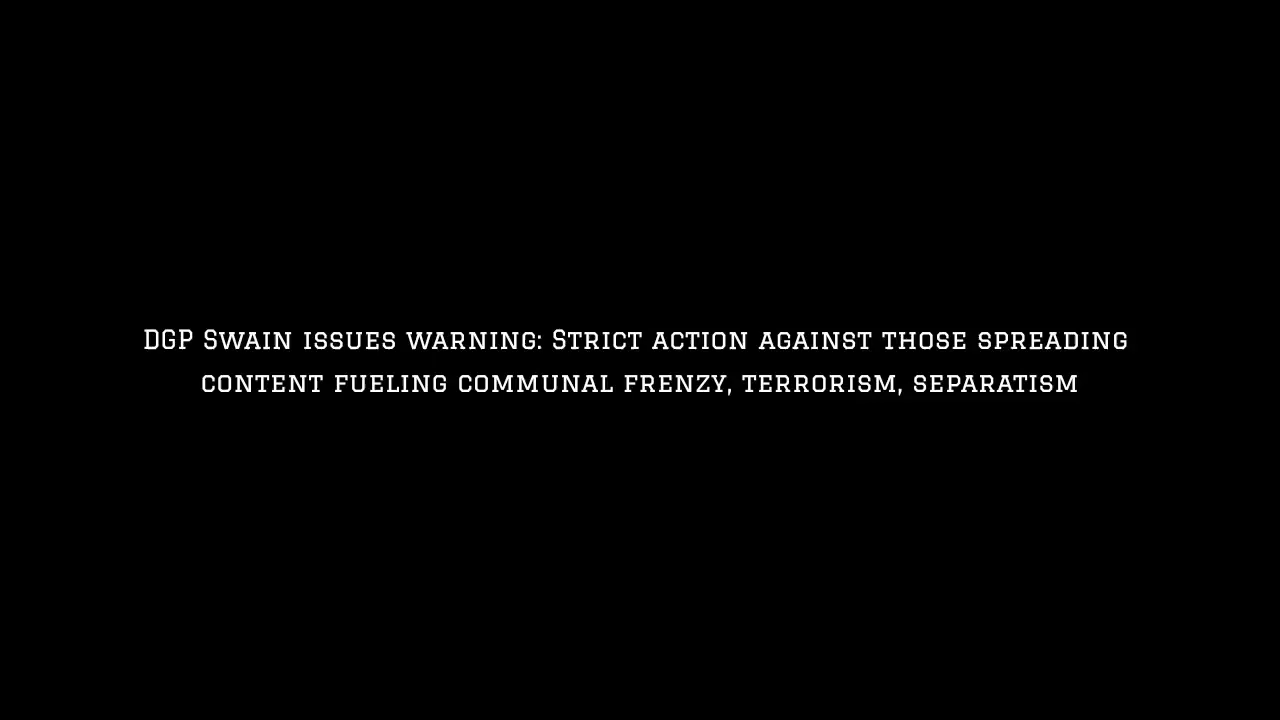 DGP Swain issues warning: Strict action against those spreading
content fueling communal frenzy, terrorism, separatism